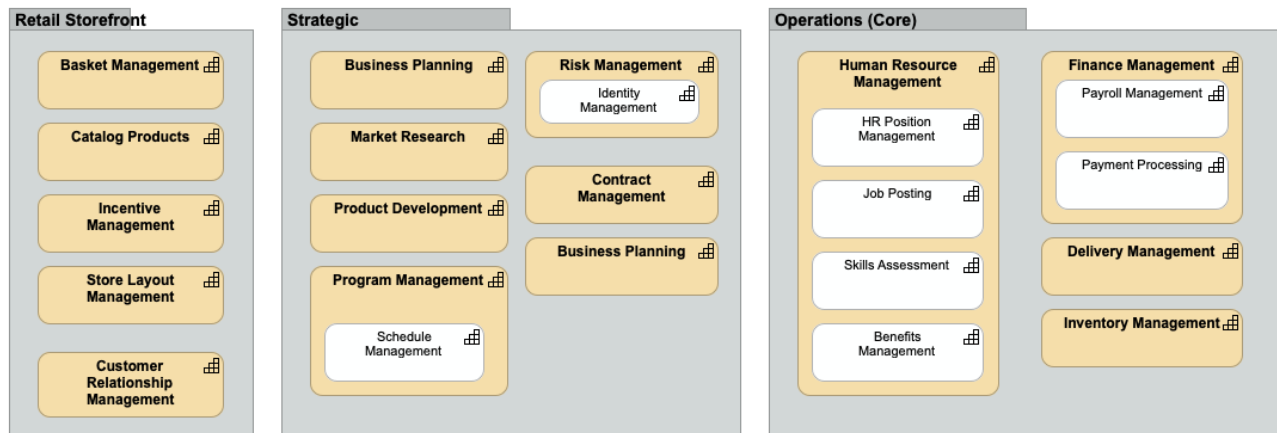 Retail Storefront
Basket Management
Catalog Products
Incentive
Management
Store Layout
Management
Customer
Relationship
Management
Strategic
Business Planning
Market Research
Product Development
Program Management
Schedule
Management
Risk Management
Identity
Management
Contract
Management
Business Planning
Operations (Core)
Human Resource
Management
HR Position
Management
Job Posting
Skills Assessment
Benefits
Management
Finance Management
Payroll Management
Payment Processing
Delivery Management
Inventory Management